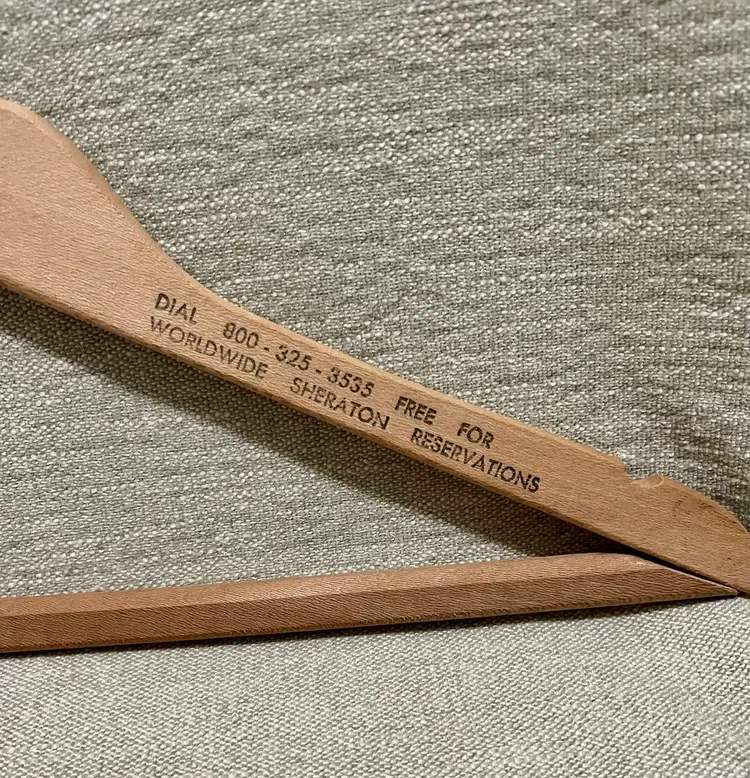 DIAL 800-325-3535 FREE FOR
WORLDWIDE SHERATON RESERVATIONS